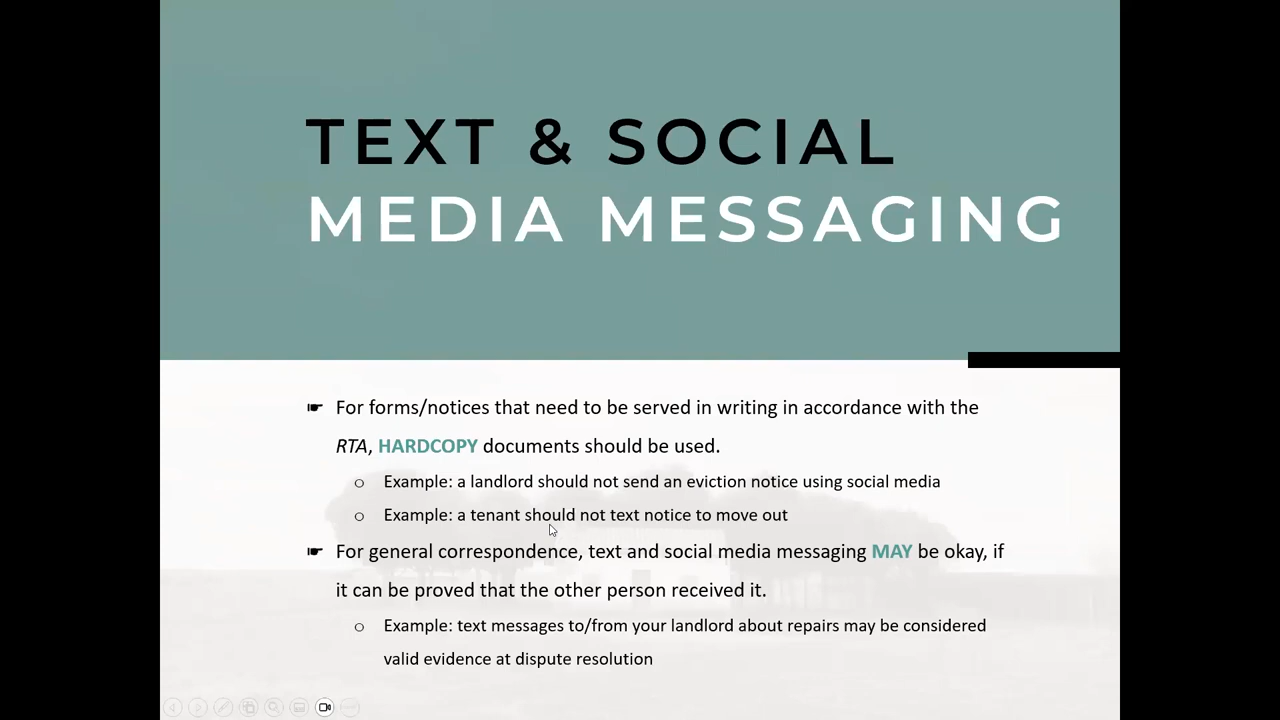 TEXT & SOCIAL
MEDIA MESSAGING
For forms/notices that need to be served in writing in accordance with the
RTA, HARDCOPY documents should be used.
Example: a landlord should not send an eviction notice using social media
Example: a tenant should not text notice to move out
For general correspondence, text and social media messaging MAY be okay, if
it can be proved that the other person received it.
Example: text messages to/from your landlord about repairs may be considered
valid evidence at dispute resolution